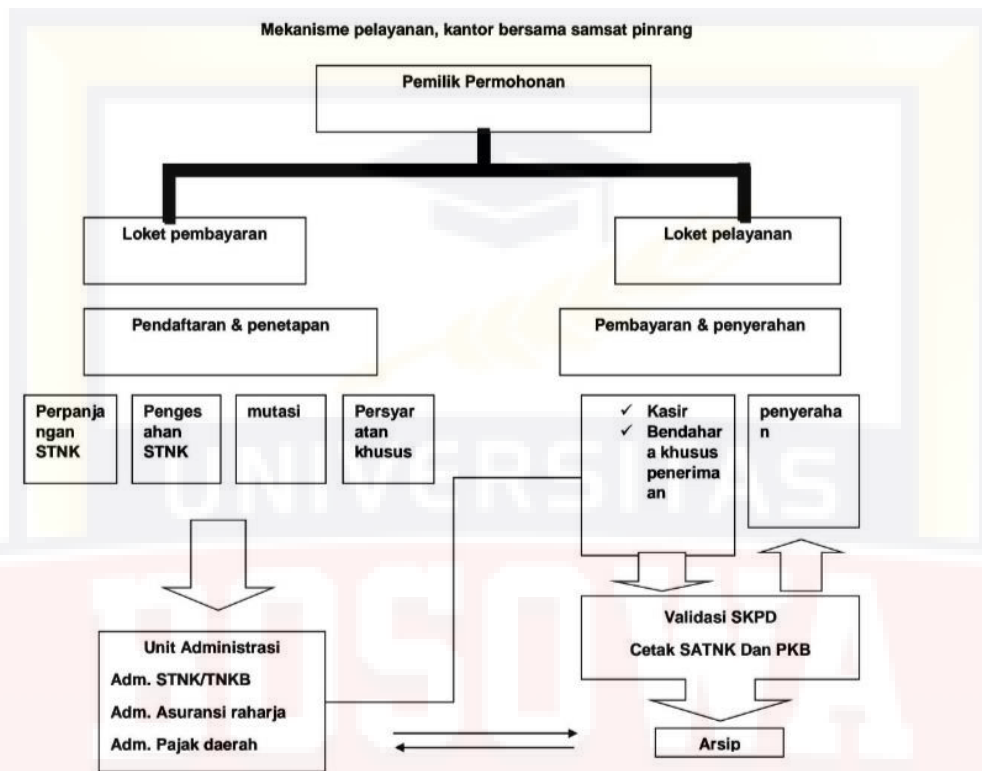 Mekanisme pelayanan, kantor bersama samsat pinrang
Pemilik Permohonan
Loket pembayaran
Loket pelayanan
Pendaftaran & penetapan
Pembayaran & penyerahan
Perpanja
ngan
STNK
Penges
ahan
STNK
mutasi
Persyar
atan
khusus
✓ Kasir
✓ Bendahar
a khusus
penerima
an
penyeraha
n
Unit Administrasi
Adm. STNK/TNKB
Adm. Asuransi raharja
Adm. Pajak daerah
Validasi SKPD
Cetak SATNK Dan PKB
Arsip
UNIVERSITAS
BOSOWA